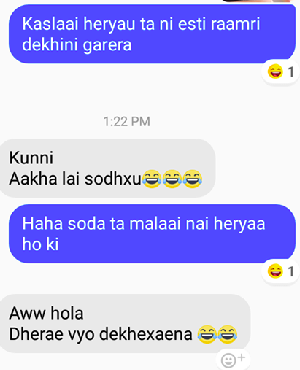 Kaslaai heryau ta ni esti raamri
dekhini garera
1
1:22 PM
Kunni
Aakha lai sodhxu😂😂😂
Haha soda ta malaai nai heryaa
ho ki
1
Aww hola
Dherae vyo dekhexaena 😂😂